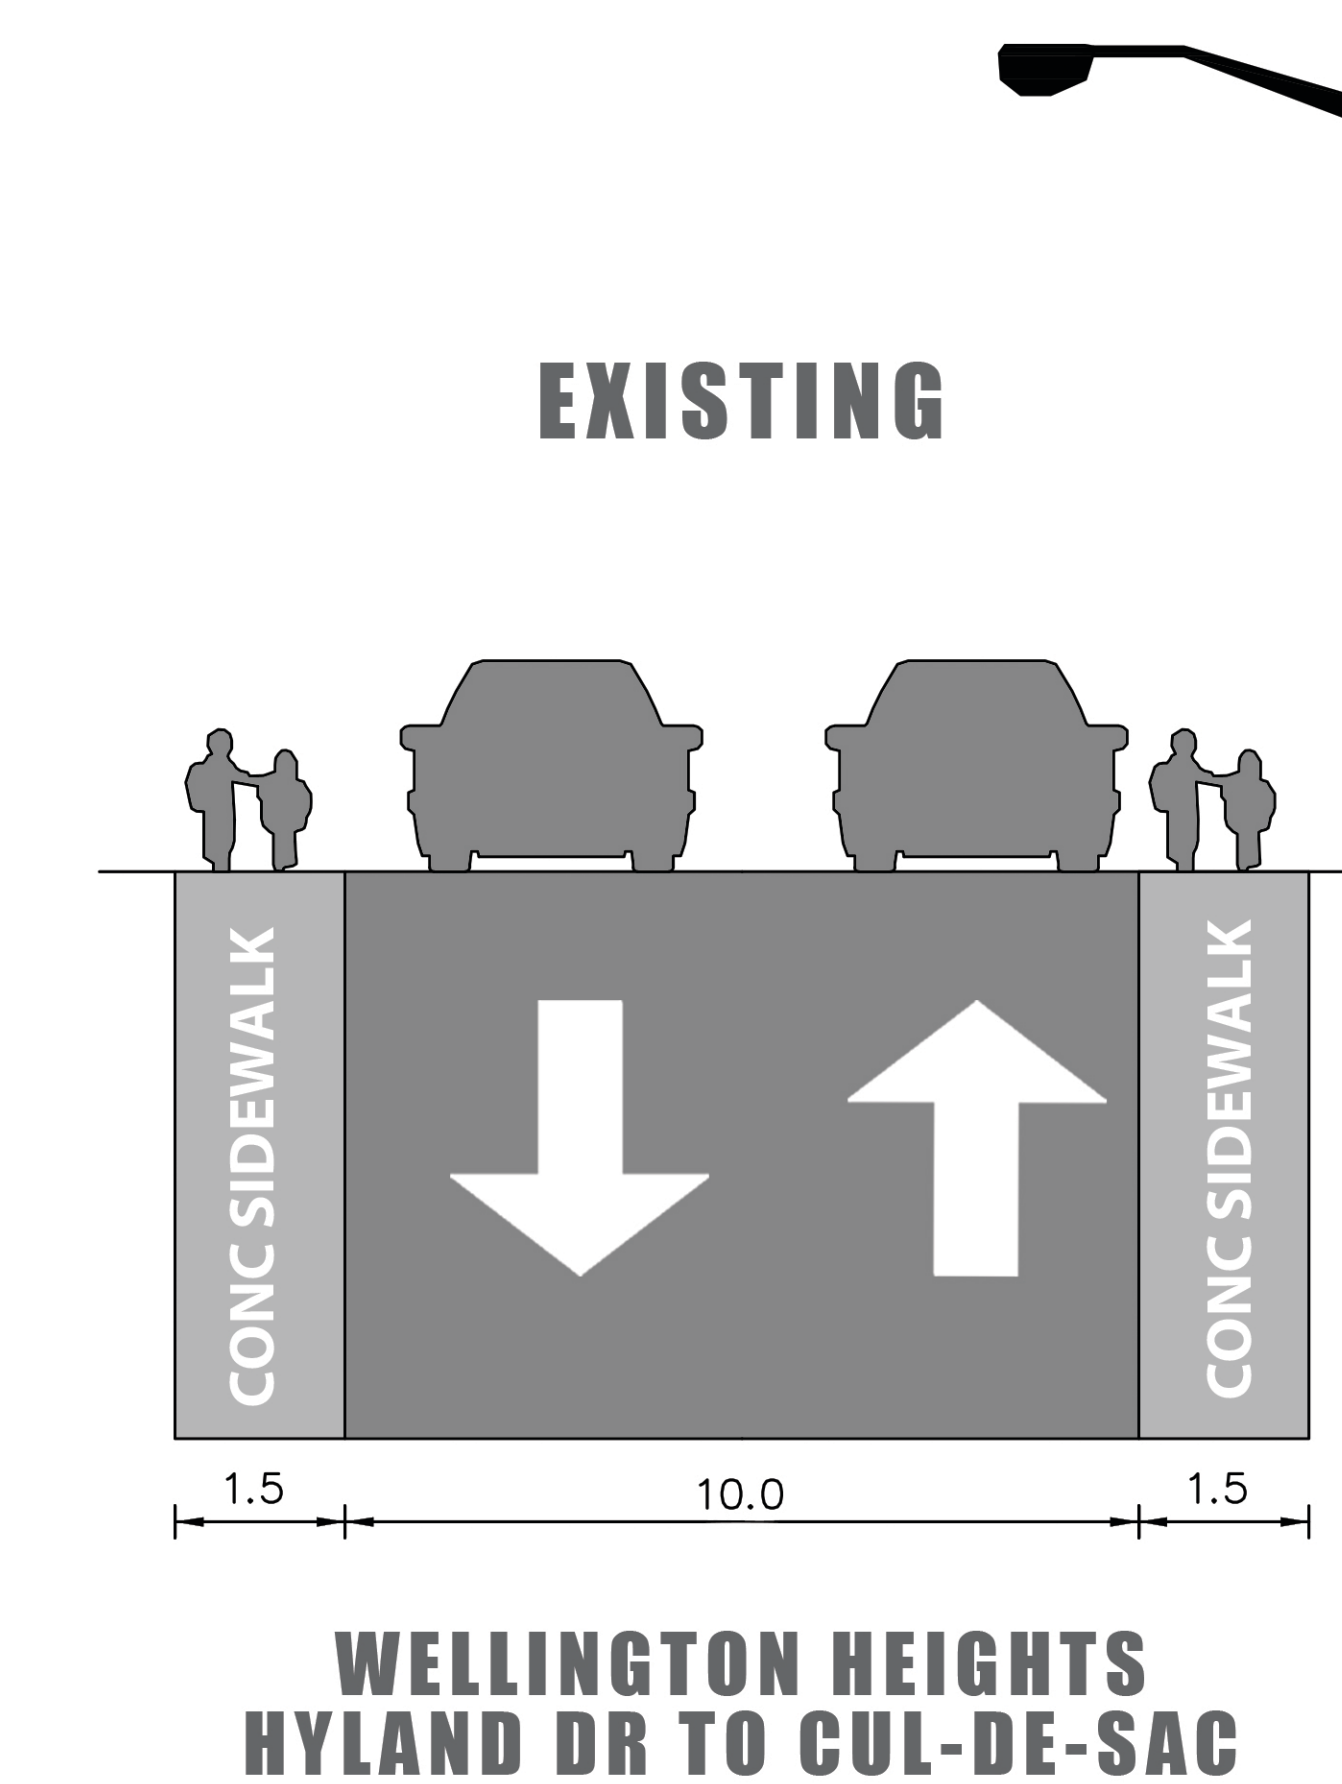 EXISTING
CONC SIDEWALK
CONC SIDEWALK
1.5
10.0
1.5
WELLINGTON HEIGHTS
HYLAND DR TO CUL-DE-SAC